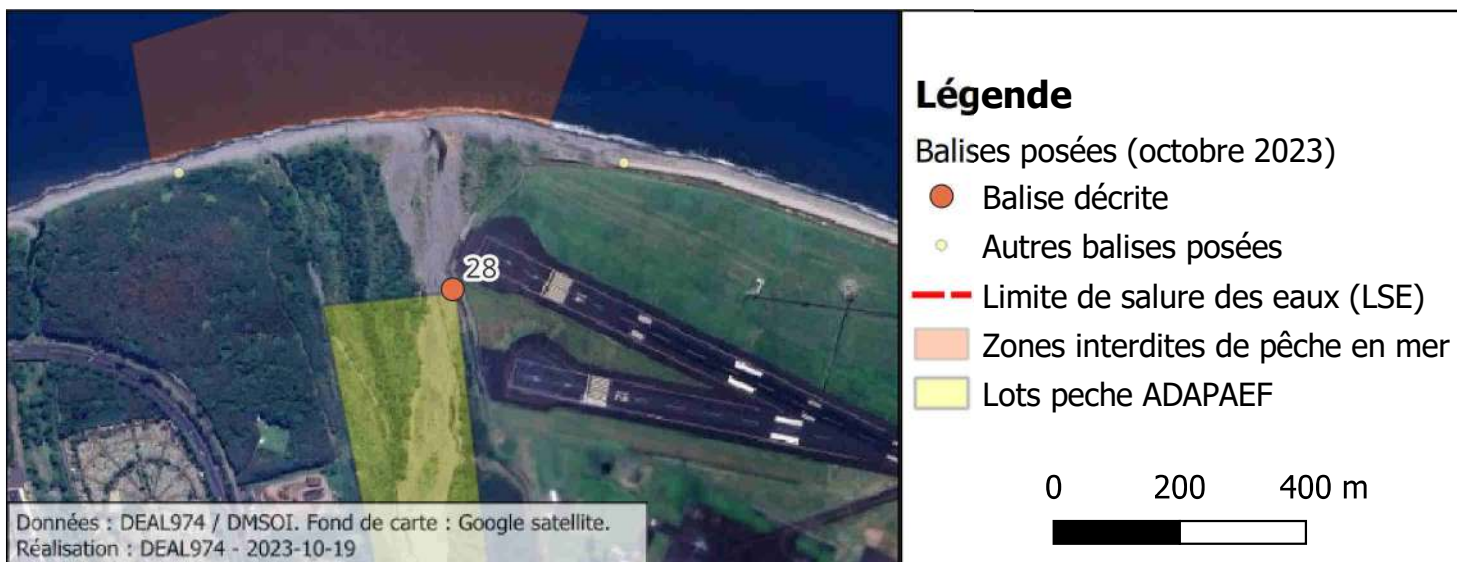 28
Données : DEAL974 / DMSOI. Fond de carte : Google satellite.
Réalisation : DEAL974 - 2023-10-19
Légende
Balises posées (octobre 2023)
Balise décrite
Autres balises posées
Limite de salure des eaux (LSE)
Zones interdites de pêche en mer
Lots peche ADAPAEF
0 200 400 m